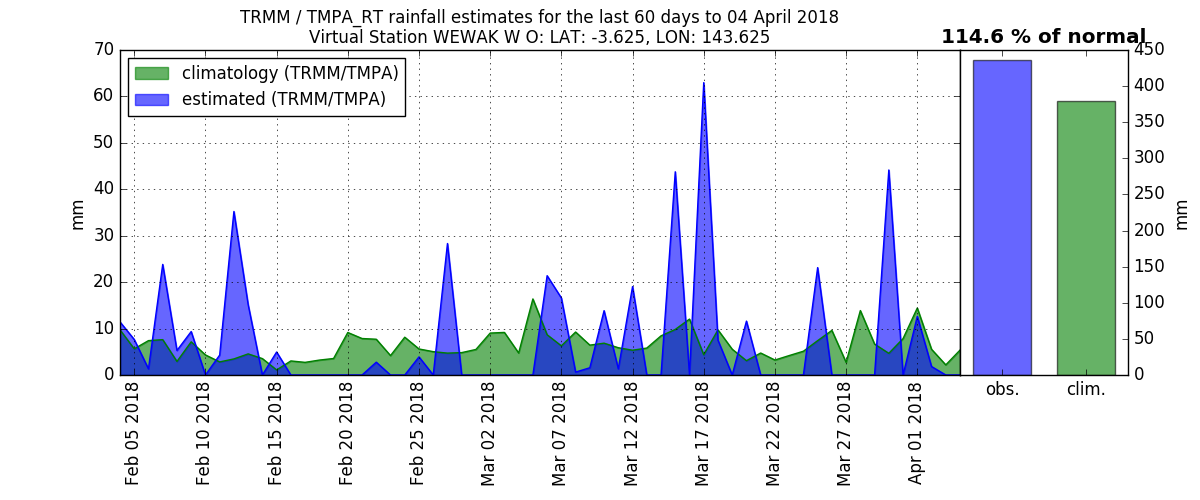 TRMM / TMPA_RT rainfall estimates for the last 60 days to 04 April 2018
Virtual Station WEWAK W O: LAT: -3.625, LON: 143.625
114.6 % of normal
climatology (TRMM/TMPA)
estimated (TRMM/TMPA)
70
60
50
40
30
20
10
0
mm
Feb 05 2018
Feb 10 2018
Feb 15 2018
Feb 20 2018
Feb 25 2018
Mar 02 2018
Mar 07 2018
Mar 12 2018
Mar 17 2018
Mar 22 2018
Mar 27 2018
Apr 01 2018
obs.
clim.
450
400
350
300
250
200
150
100
50
0
mm